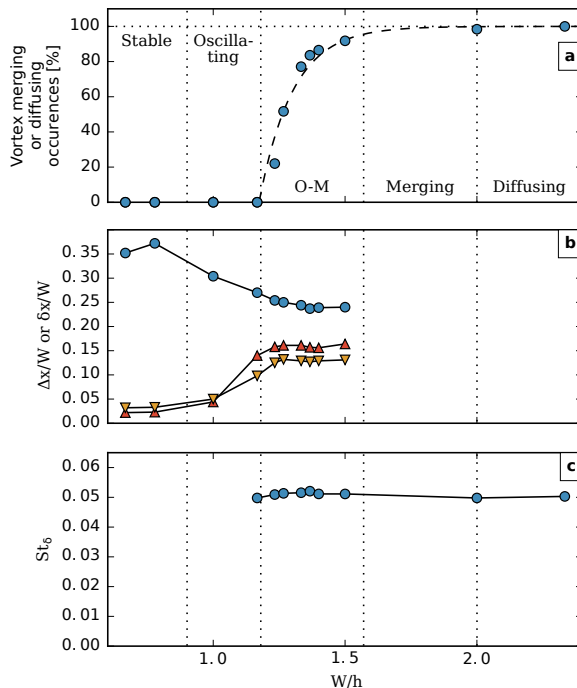 Vortex merging
or diffusing
occurences [%]
100
80
60
40
20
0
Stable
Oscilla-
ting
O-M
Merging
Diffusing
a
Δx/W or δx/W
0.35
0.30
0.25
0.20
0.15
0.10
0.05
0.00
b
St_δ
0.06
0.05
0.04
0.03
0.02
0.01
0.00
c
1.0
1.5
2.0
W/h